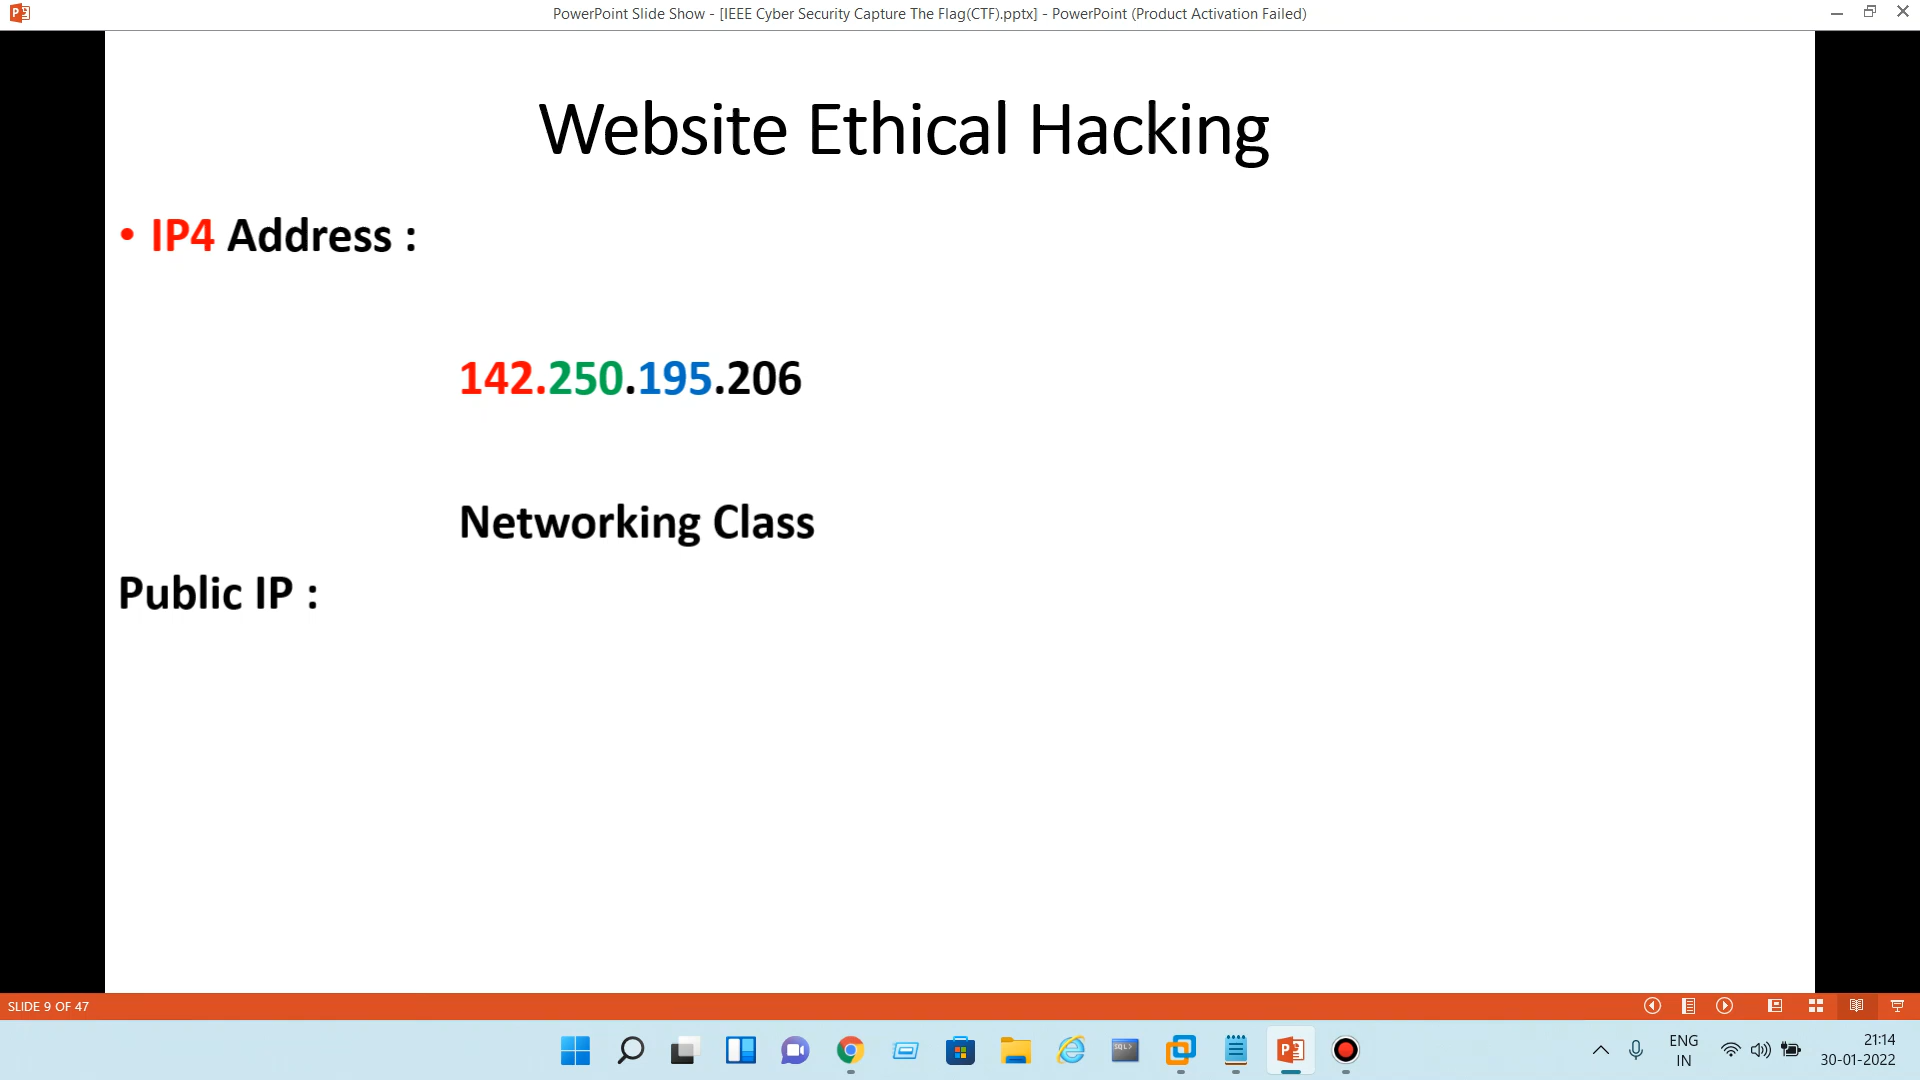 PowerPoint Slide Show - [IEEE Cyber Security Capture The Flag(CTF).pptx] - PowerPoint (Product Activation Failed)
Website Ethical Hacking
• IP4 Address :
142.250.195.206
Networking Class
Public IP :
SLIDE 9 OF 47
ENG
IN
21:14
30-01-2022